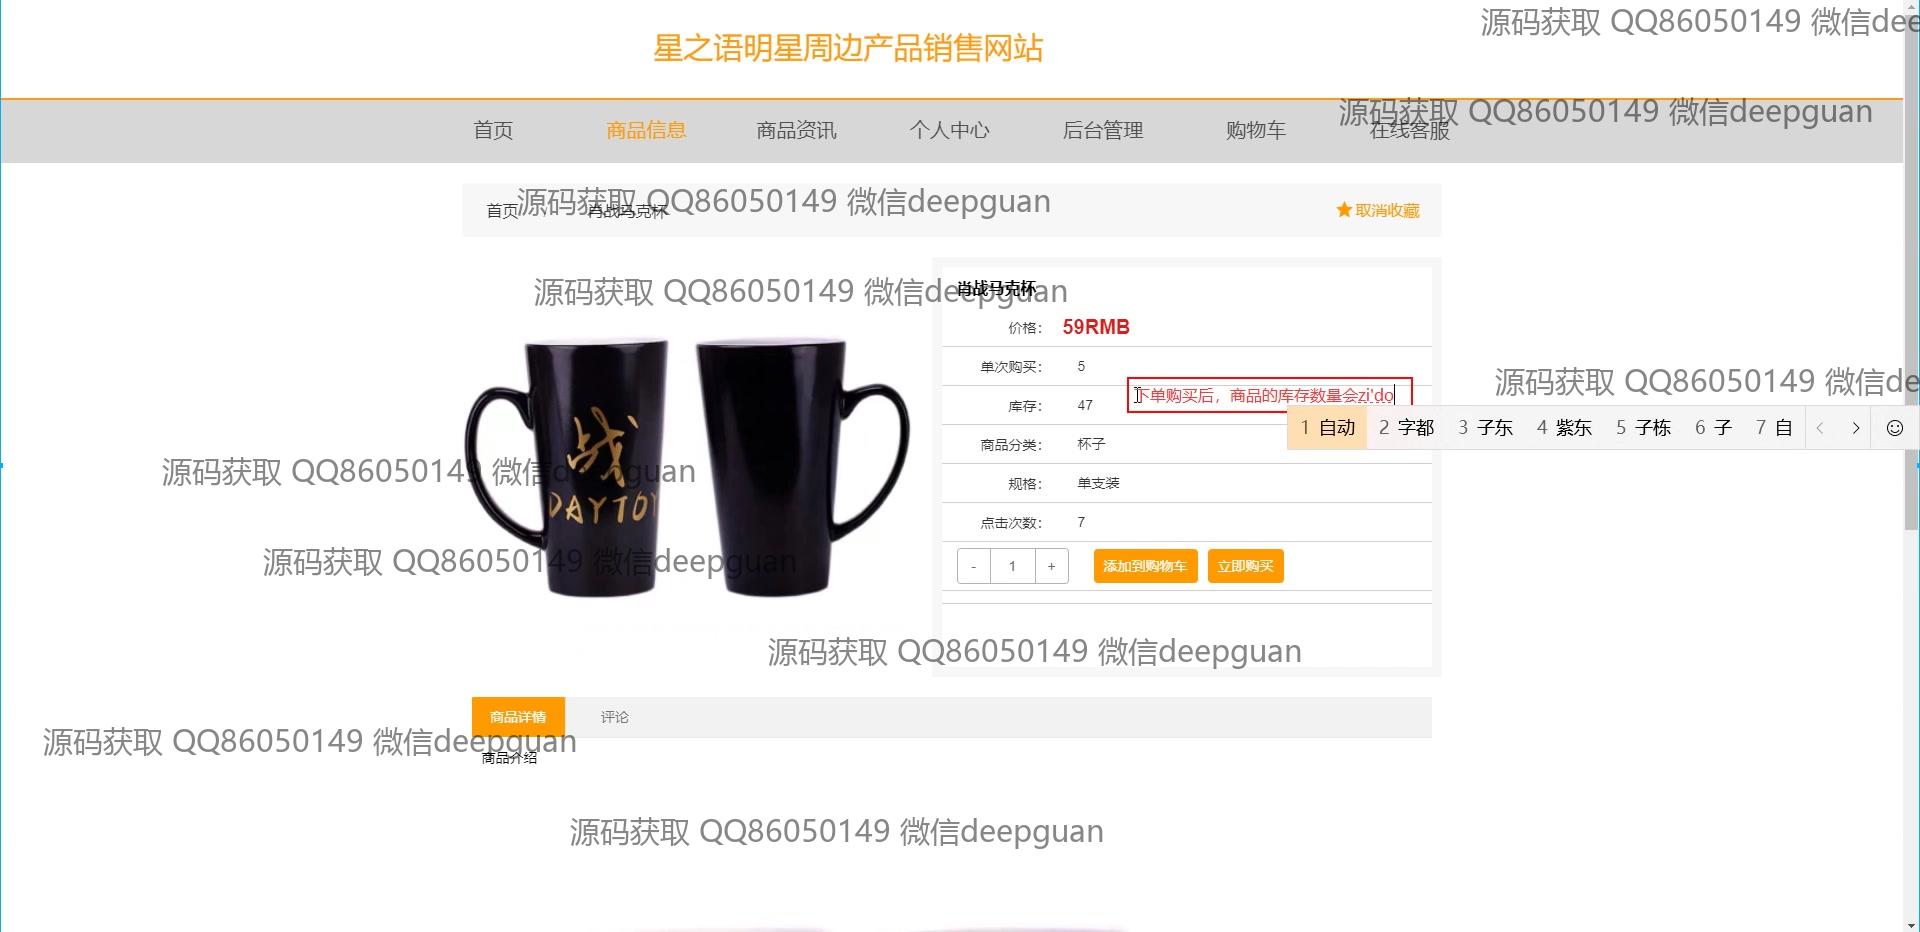 源码获取 QQ86050149 微信deep
星之语明星周边产品销售网站
源码获取 QQ86050149 微信deepguan
首页 商品信息 商品资讯 个人中心 后台管理 购物车 在线客服
源码获取 QQ86050149 微信deepguan
首页 肖战马克杯 取消收藏
源码获取 QQ86050149 微信deepguan
肖战马克杯
价格： 59RMB
单次购买： 5
源码获取 QQ86050149 微信de
下单购买后，商品的库存数量会zi'do
库存： 47
1 自动 2 字都 3 子东 4 紫东 5 子栋 6 子 7 自
商品分类： 杯子
战
DAYTOY
源码获取 QQ86050149 微信deepguan
规格： 单支装
点击次数： 7
源码获取 QQ86050149 微信deepguan
- 1 + 添加到购物车 立即购买
源码获取 QQ86050149 微信deepguan
商品详情 评论
源码获取 QQ86050149 微信deepguan
商品介绍
源码获取 QQ86050149 微信deepguan